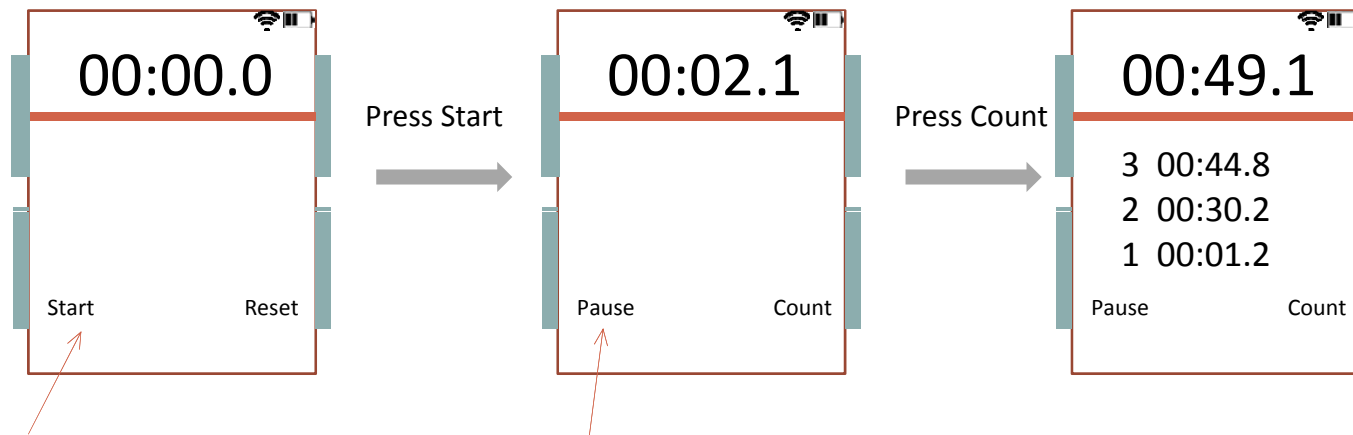 00:00.0
Start Reset
Press Start
00:02.1
Pause Count
Press Count
00:49.1
3 00:44.8
2 00:30.2
1 00:01.2
Pause Count